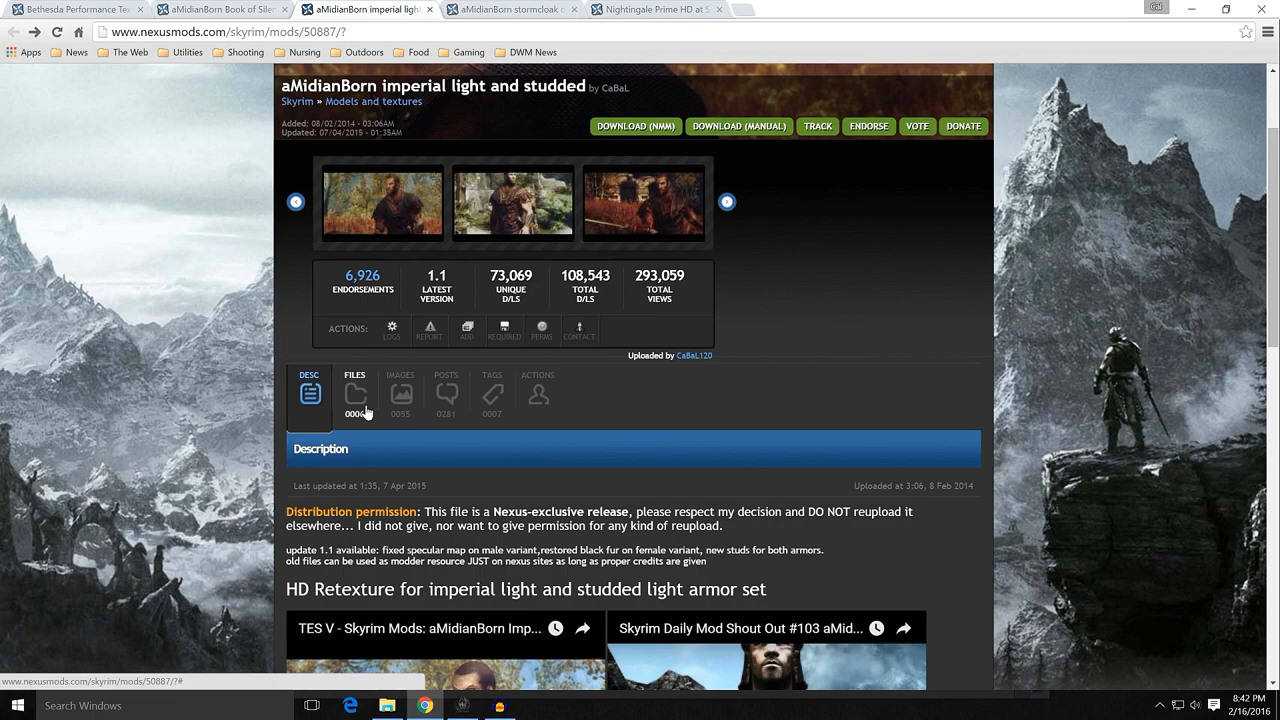 Bethesda Performance Te
aMidianBorn Book of Silen
aMidianBorn imperial light
aMidianBorn stormcloak o
Nightingale Prime HD at S
www.nexusmods.com/skyrim/mods/50887/?
Apps News The Web Utilities Shooting Nursing Outdoors Food Gaming DWM News
aMidianBorn imperial light and studded by CaBaL
Skyrim » Models and textures
Added: 08/02/2014 - 03:06AM
Updated: 07/04/2015 - 01:35AM
DOWNLOAD (NMM) DOWNLOAD (MANUAL) TRACK ENDORSE VOTE DONATE
6,926 1.1 73,069 108,543 293,059
ENDORSEMENTS LATEST UNIQUE TOTAL TOTAL
VERSION D/LS D/LS VIEWS
ACTIONS: LOGS REPORT ADD REQUIRED PERMS CONTACT
Uploaded by CaBaL120
DESC FILES IMAGES POSTS TAGS ACTIONS
0055 0281 0007
Description
Last updated at 1:35, 7 Apr 2015 Uploaded at 3:06, 8 Feb 2014
Distribution permission: This file is a Nexus-exclusive release, please respect my decision and DO NOT reupload it
elsewhere... I did not give, nor want to give permission for any kind of reupload.
update 1.1 available: fixed specular map on male variant,restored black fur on female variant, new studs for both armors.
old files can be used as modder resource JUST on nexus sites as long as proper credits are given
HD Retexture for imperial light and studded light armor set
TES V - Skyrim Mods: aMidianBorn Imp... Skyrim Daily Mod Shout Out #103 aMid...
www.nexusmods.com/skyrim/mods/50887/?#
Search Windows
8:42 PM
2/16/2016